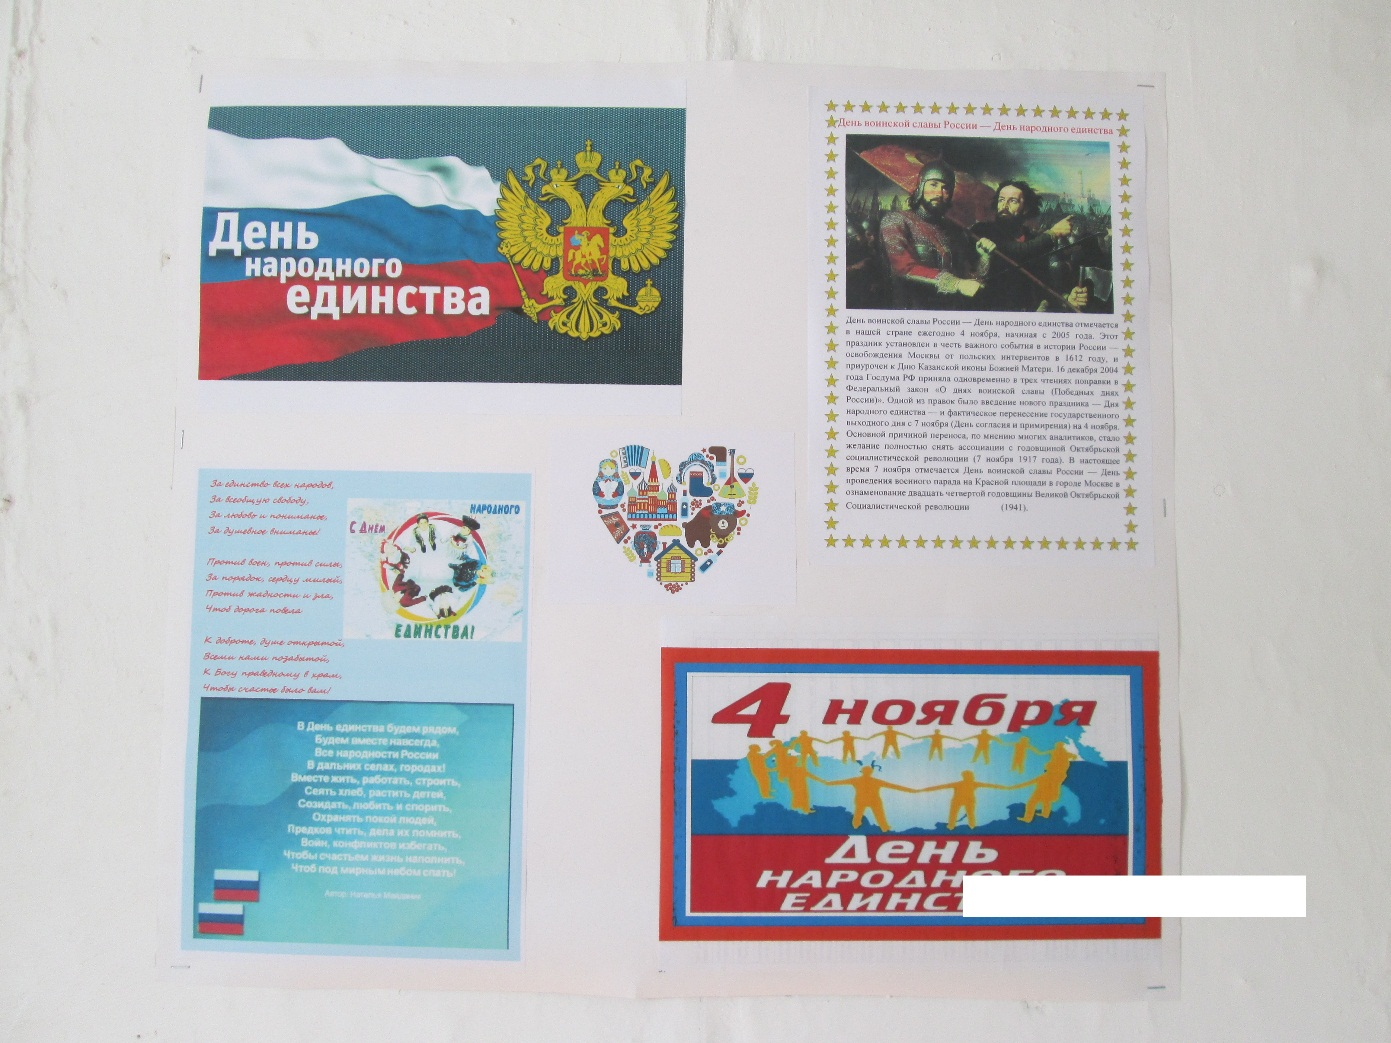 День
народного
единства
День воинской славы России — День народного единства
День воинской славы России — День народного единства отмечается
в нашей стране ежегодно 4 ноября, начиная с 2005 года. Этот
праздник установлен в честь важного события в истории России —
освобождения Москвы от польских интервентов в 1612 году, и
приурочен к Дню Казанской иконы Божией Матери. 16 декабря 2004
года Госдума РФ приняла одновременно в трех чтениях поправки в
Федеральный закон «О днях воинской славы (Победных днях
России)». Одной из правок было введение нового праздника — Дня
народного единства — и фактическое перенесение государственного
выходного дня с 7 ноября (День согласия и примирения) на 4 ноября.
Основной причиной переноса, по мнению многих аналитиков, стало
желание полностью снять ассоциации с годовщиной Октябрьской
социалистической революции (7 ноября 1917 года). В настоящее
время 7 ноября отмечается День воинской славы России — День
проведения военного парада на Красной площади в городе Москве в
ознаменование двадцать четвертой годовщины Великой Октябрьской
Социалистической революции (1941).
За единство всех народов,
За всеобщую свободу,
За любовь и пониманье,
За душевное вниманье!
Против воен, против силы,
За порядок, сердцу милый,
Против жадности и зла,
Чтоб дорога повела
К доброте, душе открытой,
Всеми нами позабытой,
К Богу праведному в храм,
Чтобы счастье было вам!
С ДНЕМ
НАРОДНОГО
ЕДИНСТВА!
В День единства будем рядом,
Будем вместе навсегда,
Все народности России
В дальних селах, городах!
Вместе жить, работать, строить,
Сеять хлеб, растить детей,
Созидать, любить и спорить,
Охранять покой людей,
Предков чтить, дела их помнить,
Войн, конфликтов избегать,
Чтобы счастьем жизнь наполнить,
Чтоб под мирным небом спать!
Автор: Наталья
4 ноября
День
НАРОДНОГО
ЕДИНСТ